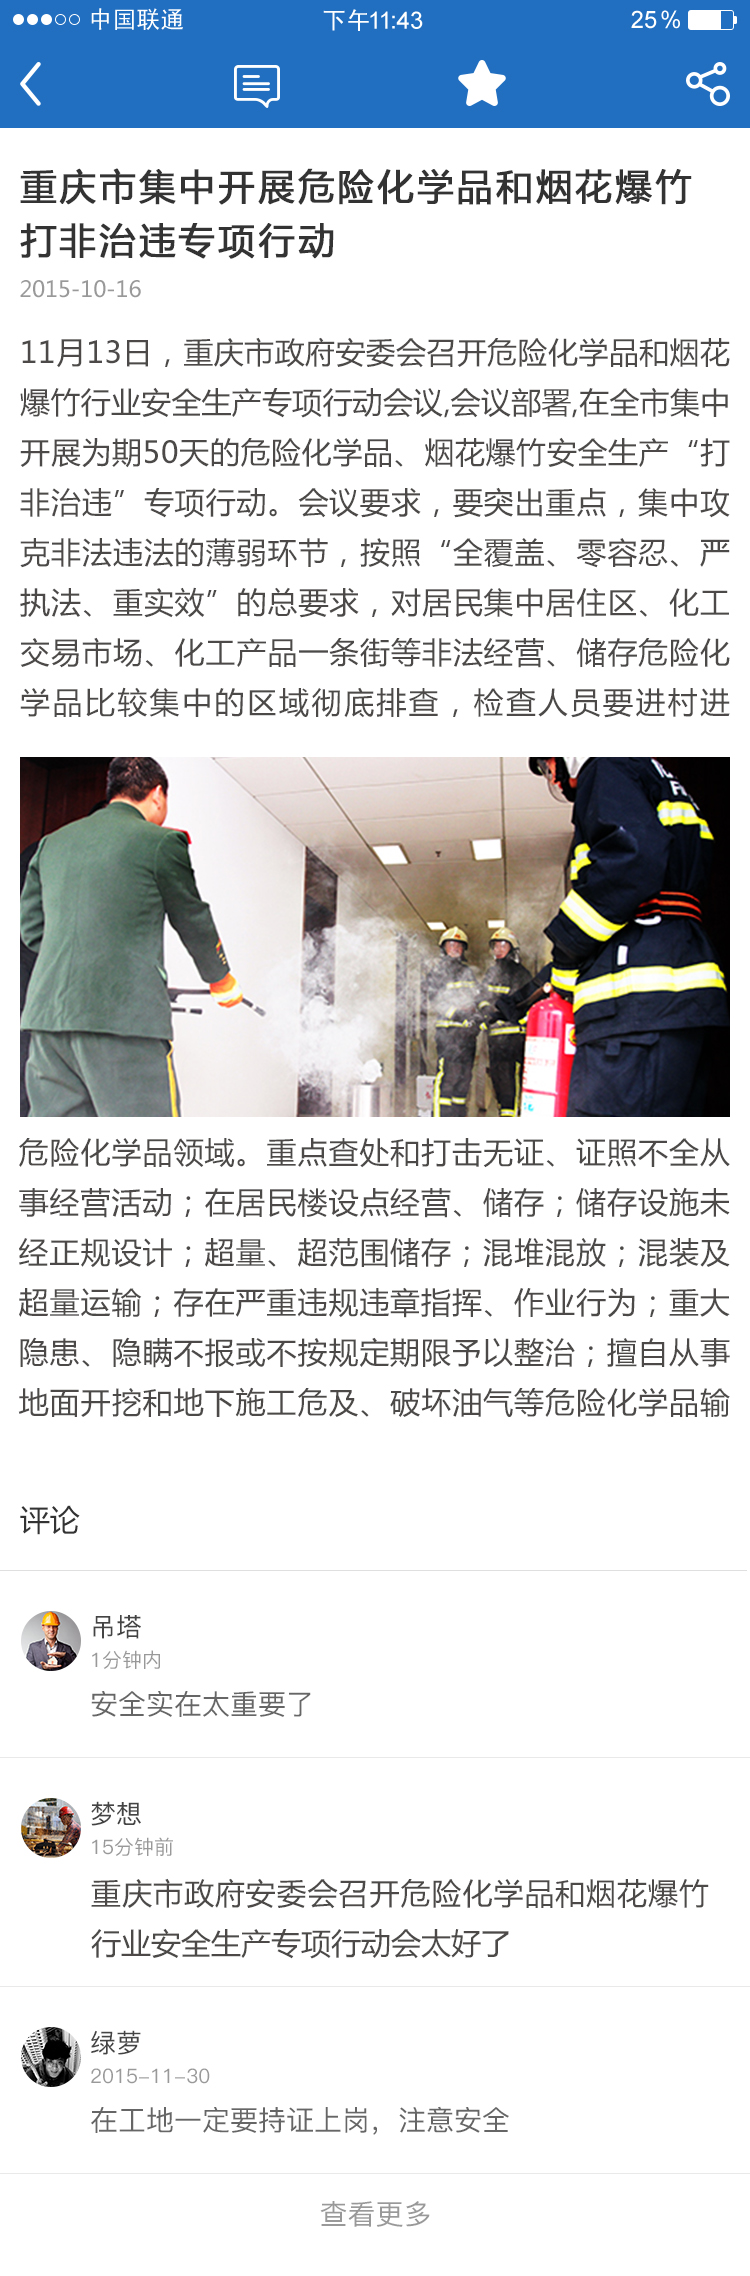 中国联通 下午11:43 25%
重庆市集中开展危险化学品和烟花爆竹
打非治违专项行动
2015-10-16
11月13日，重庆市政府安委会召开危险化学品和烟花
爆竹行业安全生产专项行动会议,会议部署,在全市集中
开展为期50天的危险化学品、烟花爆竹安全生产“打
非治违”专项行动。会议要求，要突出重点，集中攻
克非法违法的薄弱环节，按照“全覆盖、零容忍、严
执法、重实效”的总要求，对居民集中居住区、化工
交易市场、化工产品一条街等非法经营、储存危险化
学品比较集中的区域彻底排查，检查人员要进村进
危险化学品领域。重点查处和打击无证、证照不全从
事经营活动；在居民楼设点经营、储存；储存设施未
经正规设计；超量、超范围储存；混堆混放；混装及
超量运输；存在严重违规违章指挥、作业行为；重大
隐患、隐瞒不报或不按规定期限予以整治；擅自从事
地面开挖和地下施工危及、破坏油气等危险化学品输
评论
吊塔
1分钟内
安全实在太重要了
梦想
15分钟前
重庆市政府安委会召开危险化学品和烟花爆竹
行业安全生产专项行动会太好了
绿萝
2015-11-30
在工地一定要持证上岗，注意安全
查看更多